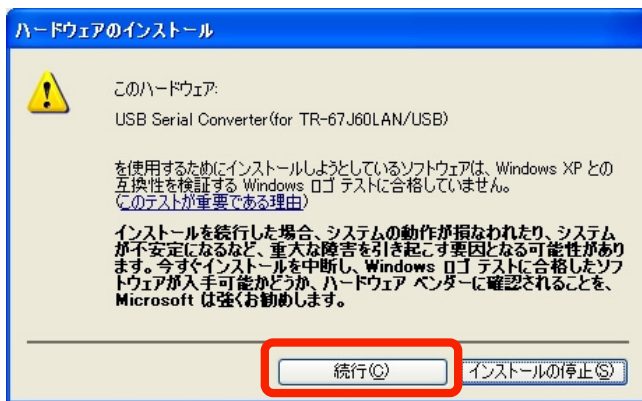 ハードウェアのインストール
このハードウェア:
USB Serial Converter(for TR-67J60LAN/USB)
を使用するためにインストールしようとしているソフトウェアは、Windows XP との
互換性を検証する Windows ロゴ テストに合格していません。
(このテストが重要である理由)
インストールを続行した場合、システムの動作が損なわれたり、システム
が不安定になるなど、重大な障害を引き起こす要因となる可能性があり
ます。今すぐインストールを中断し、Windows ロゴ テストに合格したソフ
トウェアが入手可能かどうか、ハードウェア ベンダーに確認されることを、
Microsoft は強くお勧めします。
続行(C)
インストールの停止(S)